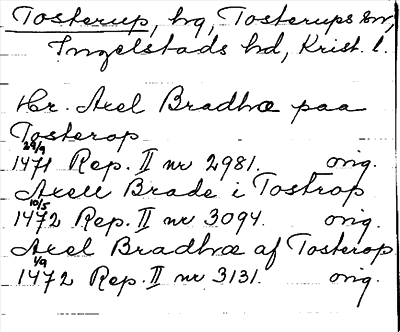 Tosterup, hg, Tosterups sn,
Ingelstads hd, Krist. l.
Hr. Axel Bradhæ paa
Tosterop
29/9
1471 Rep. II nr 2981. orig.
Axell Brade i Tostrop
10/5
1472 Rep. II nr 3094. orig.
Axel Bradhæ af Tosterop
1/9
1472 Rep. II nr 3131. orig.